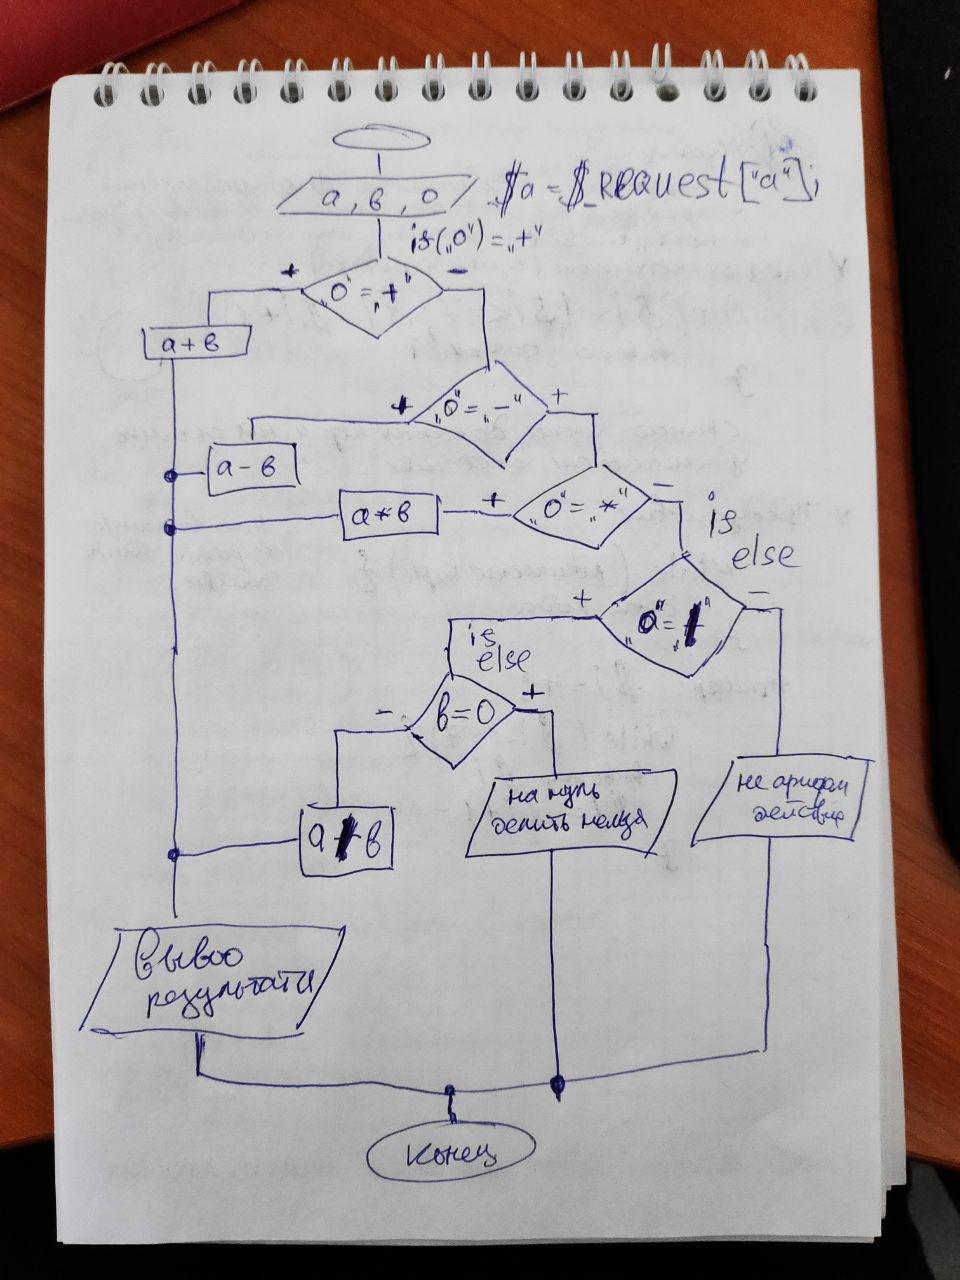 а, в, О
$a = $_REQUEST["a"];
is("О") = "+"
"О" = "+"
+
-
а + в
"О" = "-"
+
+
а - в
"О" = "*"
+
-
а * в
is
else
"О" = "/"
+
-
is
else
в = 0
-
+
а / в
на нуль
делить нельзя
не арифм
действие
Вывод
результата
Конец